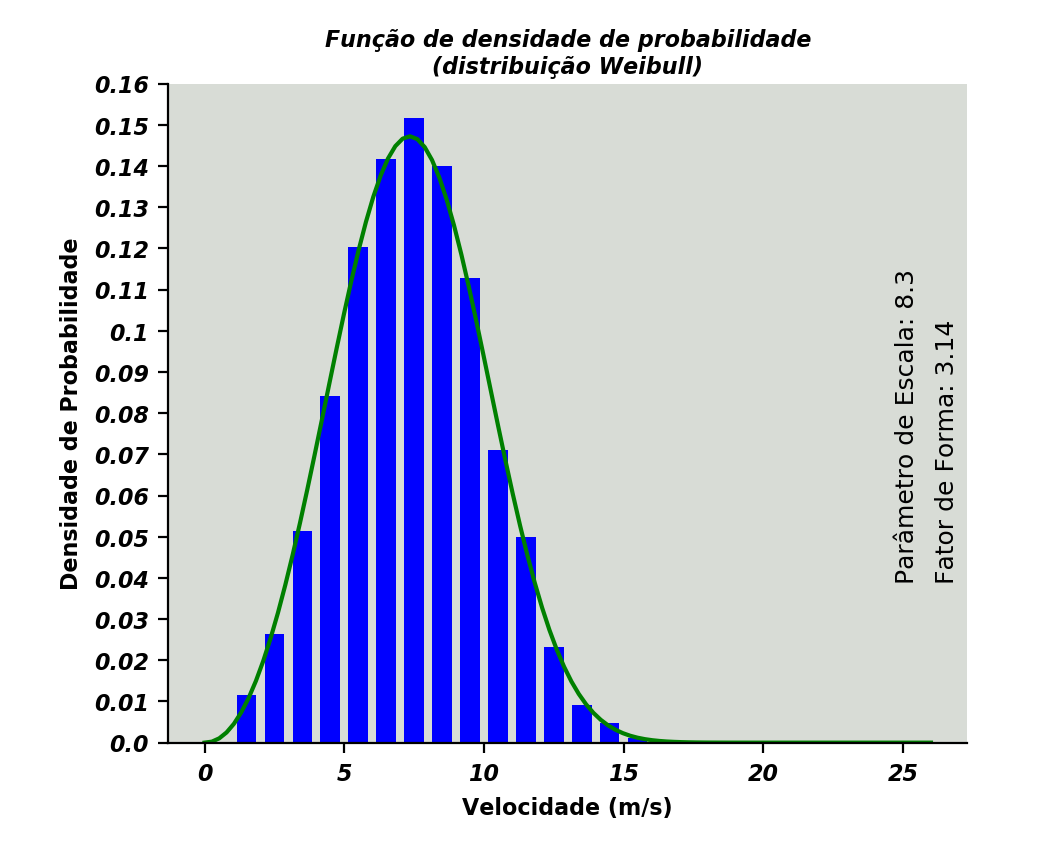 Função de densidade de probabilidade
(distribuição Weibull)
0.16
0.15
0.14
0.13
0.12
0.11
0.1
0.09
0.08
0.07
0.06
0.05
0.04
0.03
0.02
0.01
0.0
Densidade de Probabilidade
Parâmetro de Escala: 8.3
Fator de Forma: 3.14
0 5 10 15 20 25
Velocidade (m/s)